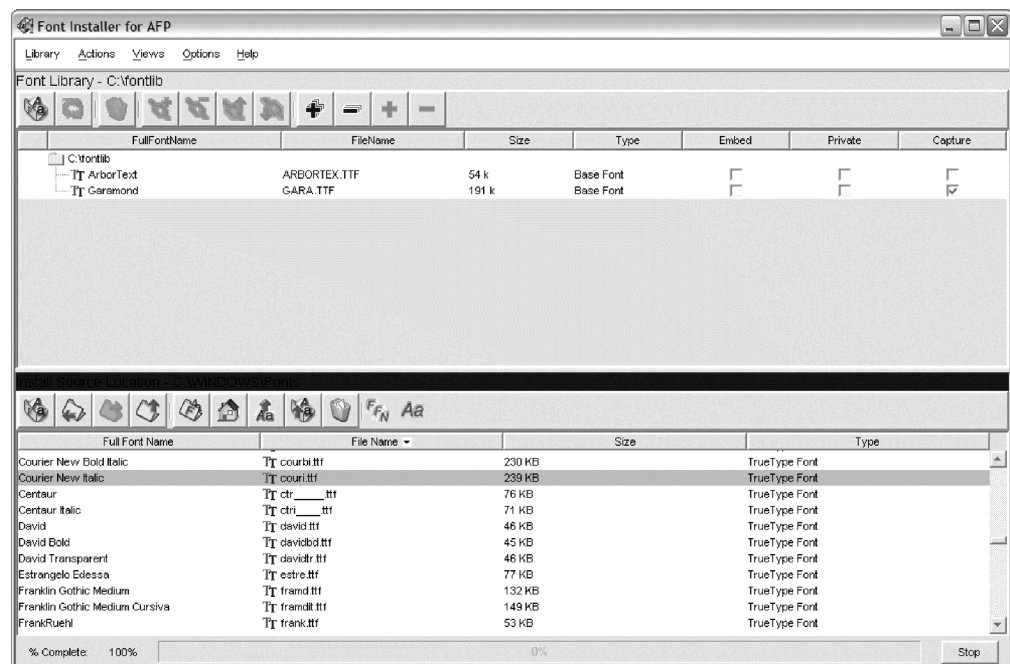 Font Installer for AFP
Library Actions Views Options Help
Font Library - C:\fontlib
FullFontName FileName Size Type Embed Private Capture
C:\fontlib
ArborText ARBORTEX.TTF 54 k Base Font
Garamond GARA.TTF 191 k Base Font
Install Source Location - C:\WINDOWS\Fonts
Full Font Name File Name Size Type
Courier New Bold Italic courbi.ttf 230 KB TrueType Font
Courier New Italic couri.ttf 239 KB TrueType Font
Centaur ctr_____.ttf 76 KB TrueType Font
Centaur Italic ctri____.ttf 71 KB TrueType Font
David david.ttf 46 KB TrueType Font
David Bold davidbd.ttf 45 KB TrueType Font
David Transparent davidtr.ttf 46 KB TrueType Font
Estrangelo Edessa estre.ttf 77 KB TrueType Font
Franklin Gothic Medium framd.ttf 132 KB TrueType Font
Franklin Gothic Medium Cursiva framdit.ttf 149 KB TrueType Font
FrankRuehl frank.ttf 53 KB TrueType Font
% Complete: 100% 0% Stop